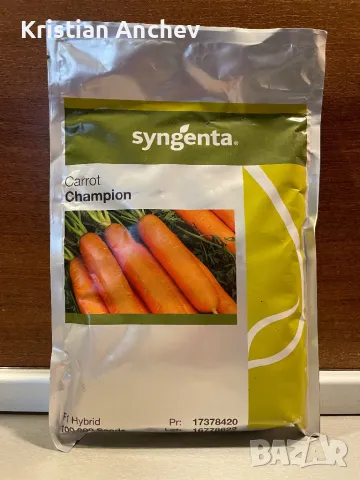 Kristian Anchev
syngenta®
Carrot
Champion
F1 Hybrid Pr: 17378420
BAZAR